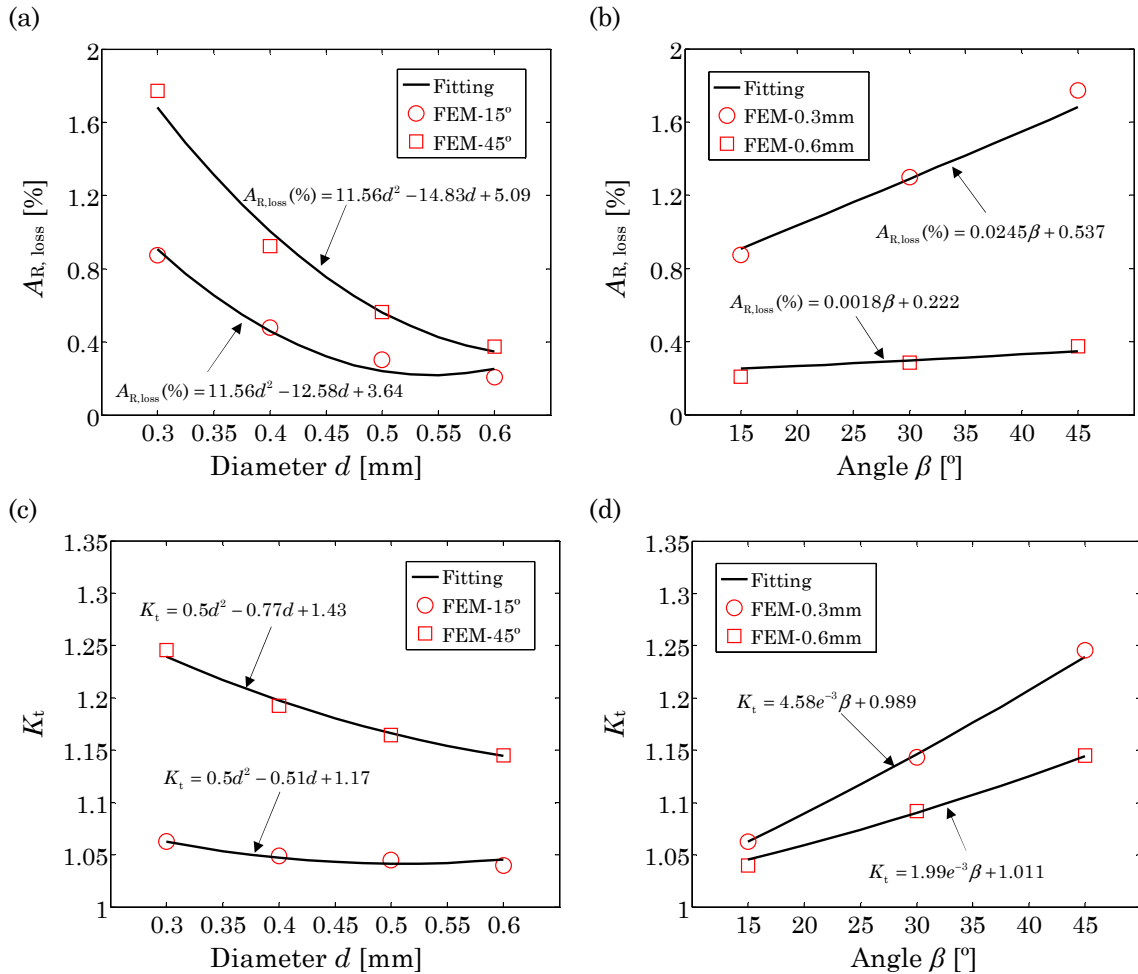 (a)
2
1.6
1.2
0.8
0.4
0
A_R, loss [%]
Fitting
FEM-15º
FEM-45º
A_R,loss(%) = 11.56d² −14.83d + 5.09
A_R,loss(%) = 11.56d² −12.58d + 3.64
0.3 0.35 0.4 0.45 0.5 0.55 0.6
Diameter d [mm]
(b)
2
1.6
1.2
0.8
0.4
0
A_R, loss [%]
Fitting
FEM-0.3mm
FEM-0.6mm
A_R,loss(%) = 0.0245β + 0.537
A_R,loss(%) = 0.0018β + 0.222
15 20 25 30 35 40 45
Angle β [º]
(c)
1.35
1.3
1.25
1.2
1.15
1.1
1.05
1
K_t
Fitting
FEM-15º
FEM-45º
K_t = 0.5d² −0.77d + 1.43
K_t = 0.5d² −0.51d + 1.17
0.3 0.35 0.4 0.45 0.5 0.55 0.6
Diameter d [mm]
(d)
1.35
1.3
1.25
1.2
1.15
1.1
1.05
1
K_t
Fitting
FEM-0.3mm
FEM-0.6mm
K_t = 4.58e⁻³β + 0.989
K_t = 1.99e⁻³β + 1.011
15 20 25 30 35 40 45
Angle β [º]